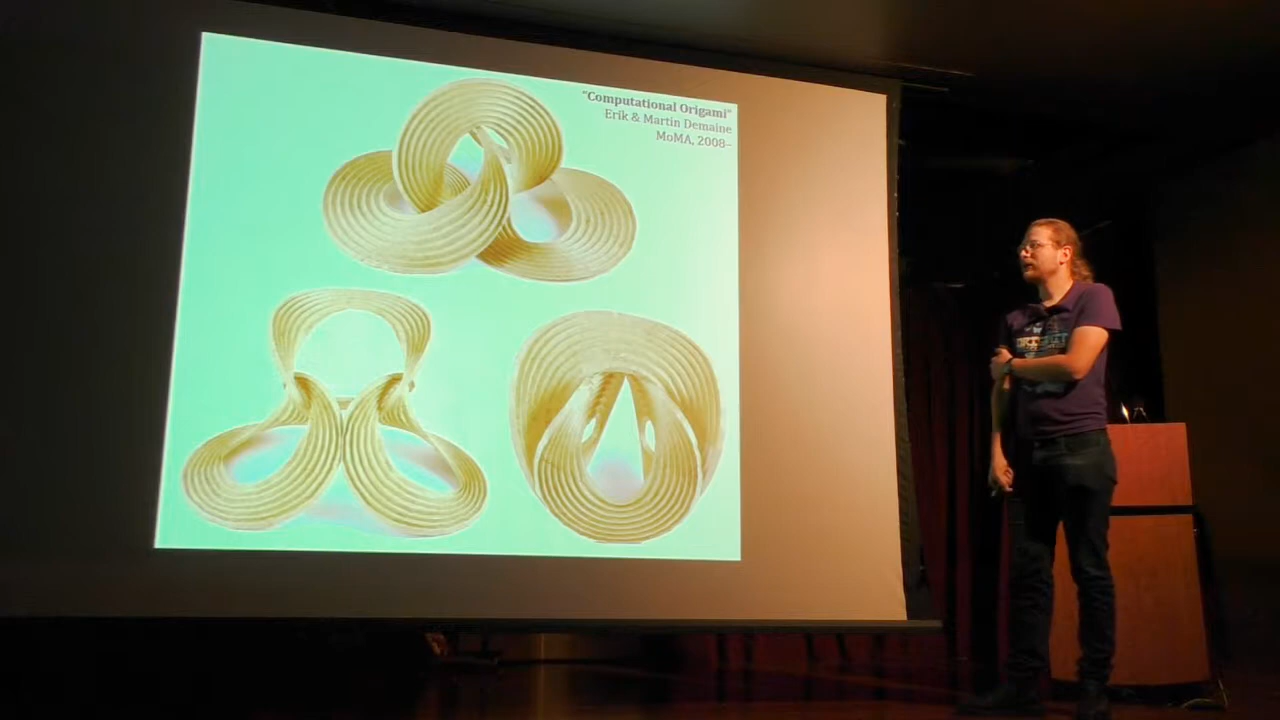 "Computational Origami"
Erik & Martin Demaine
MoMA, 2008–